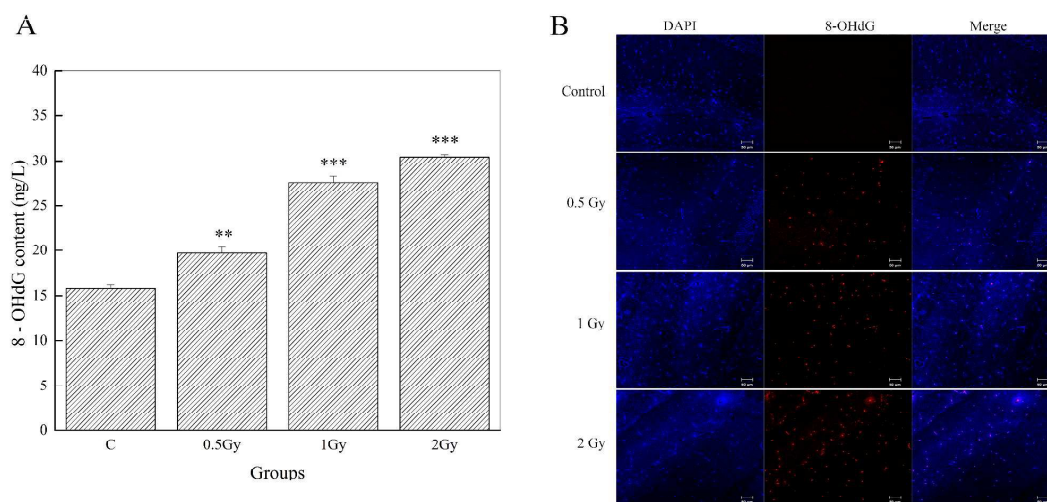 A
8 - OHdG content (ng/L)
40
35
30
25
20
15
10
5
0
**
***
***
C 0.5Gy 1Gy 2Gy
Groups
B
DAPI 8-OHdG Merge
Control
0.5 Gy
1 Gy
2 Gy